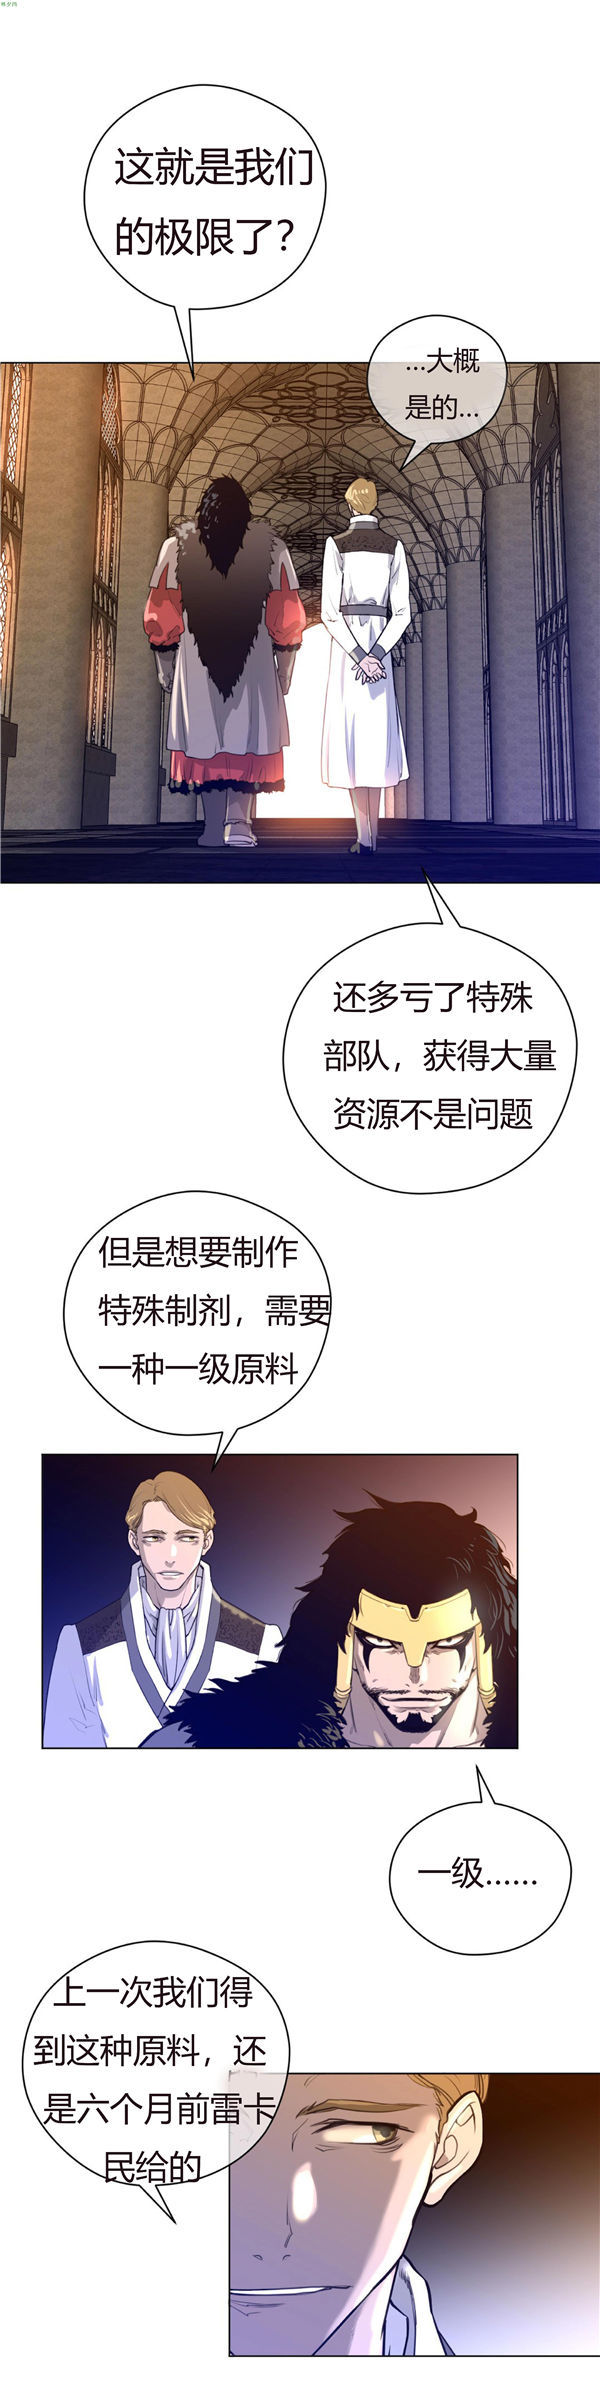 这就是我们
的极限了?
...大概
是的...
还多亏了特殊
部队，获得大量
资源不是问题
但是想要制作
特殊制剂，需要
一种一级原料
一级......
上一次我们得
到这种原料，还
是六个月前雷卡
民给的